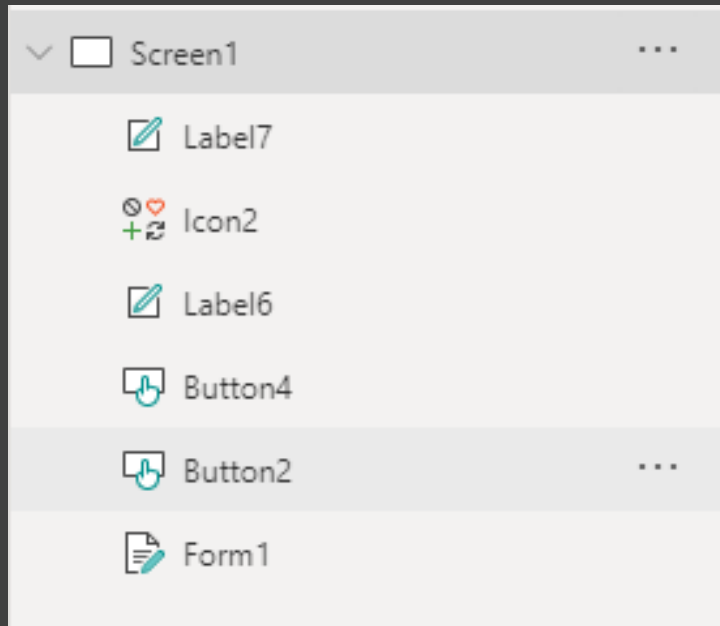 Screen1
Label7
Icon2
Label6
Button4
Button2
Form1